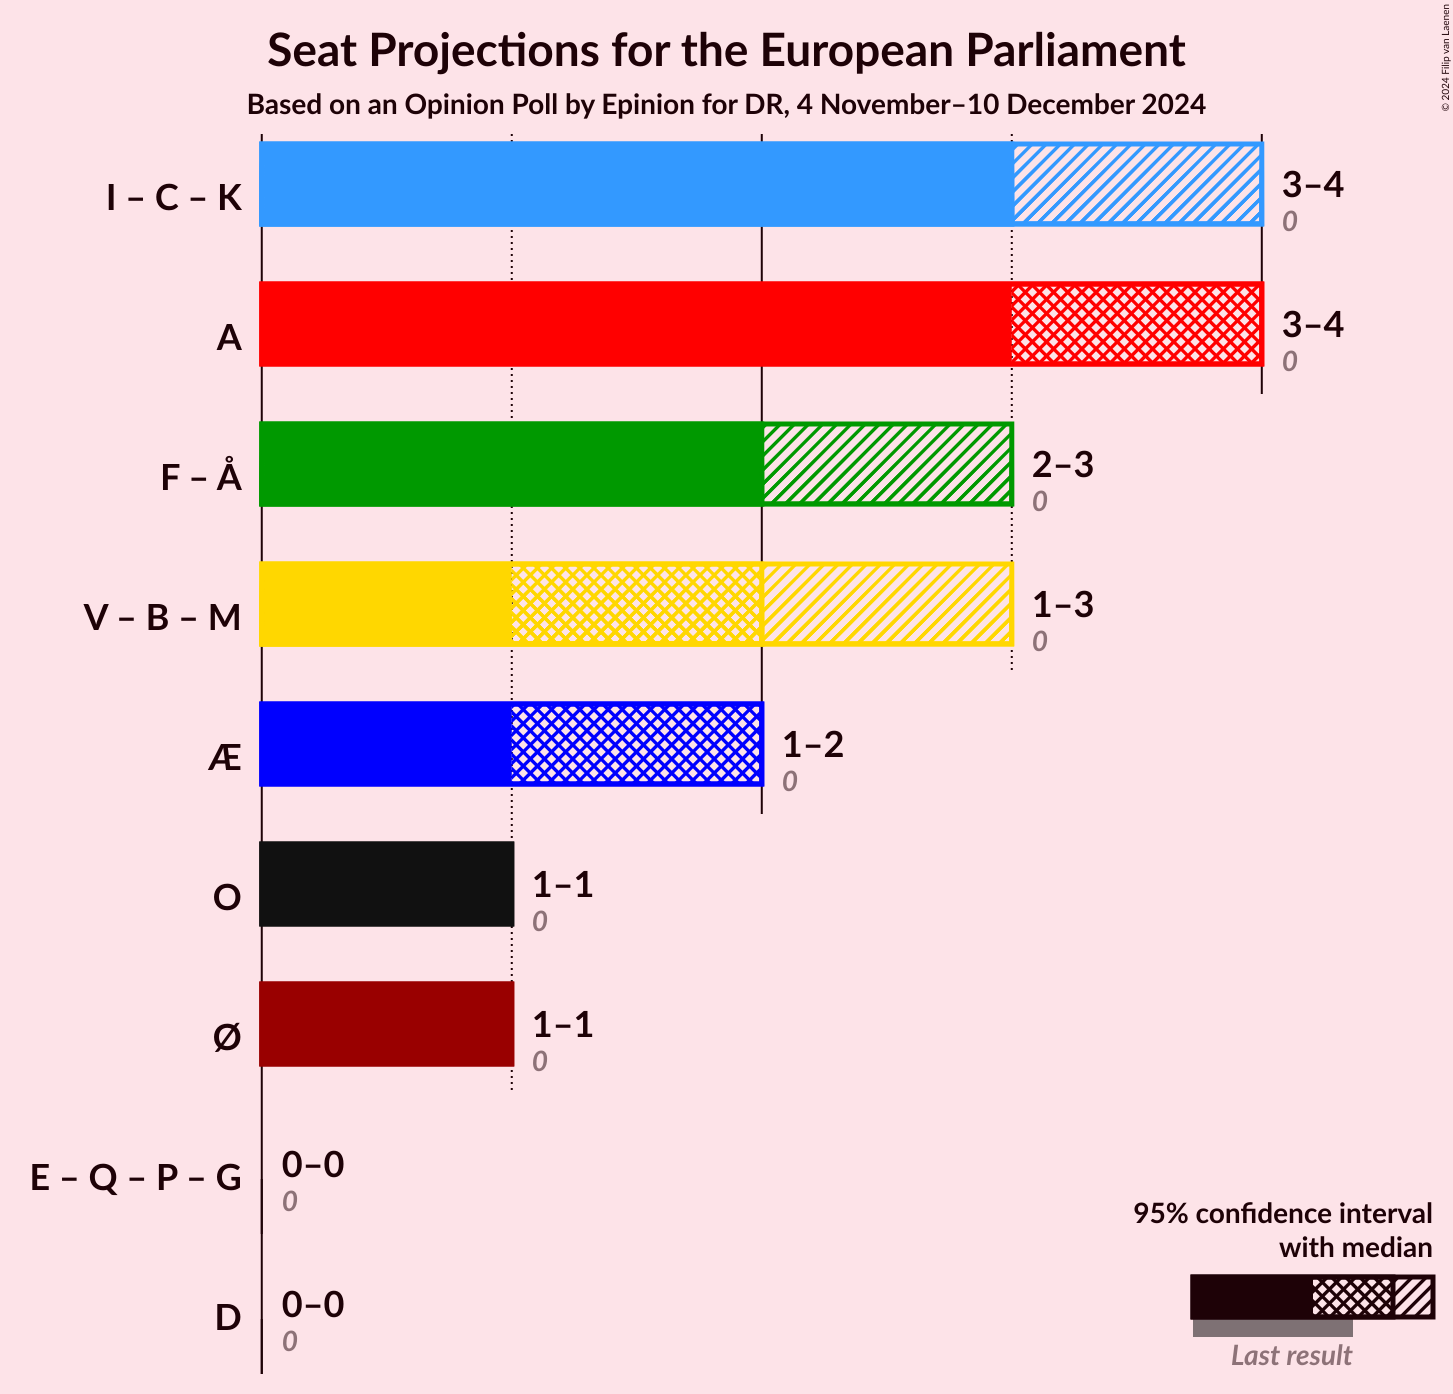 Seat Projections for the European Parliament
Based on an Opinion Poll by Epinion for DR, 4 November–10 December 2024
© 2024 Filip van Laenen
I – C – K
3–4
0
A
3–4
0
F – Å
2–3
0
V – B – M
1–3
0
Æ
1–2
0
O
1–1
0
Ø
1–1
0
E – Q – P – G
0–0
0
D
0–0
0
95% confidence interval
with median
Last result